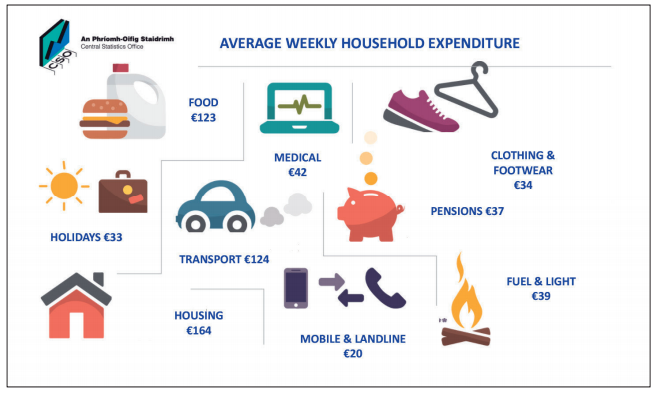 An Phríomh-Oifig Staidrimh
Central Statistics Office
CSO
AVERAGE WEEKLY HOUSEHOLD EXPENDITURE
FOOD
€123
MEDICAL
€42
CLOTHING &
FOOTWEAR
€34
HOLIDAYS €33
TRANSPORT €124
PENSIONS €37
HOUSING
€164
MOBILE & LANDLINE
€20
FUEL & LIGHT
€39